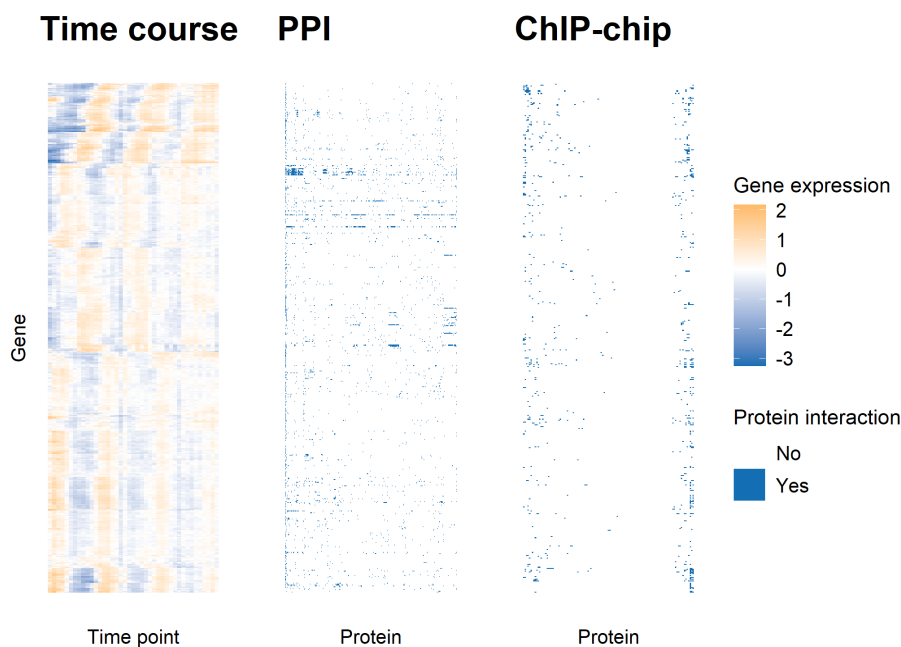 Time course PPI ChIP-chip
Gene
Time point
Protein
Protein
Gene expression
2
1
0
-1
-2
-3
Protein interaction
No
Yes